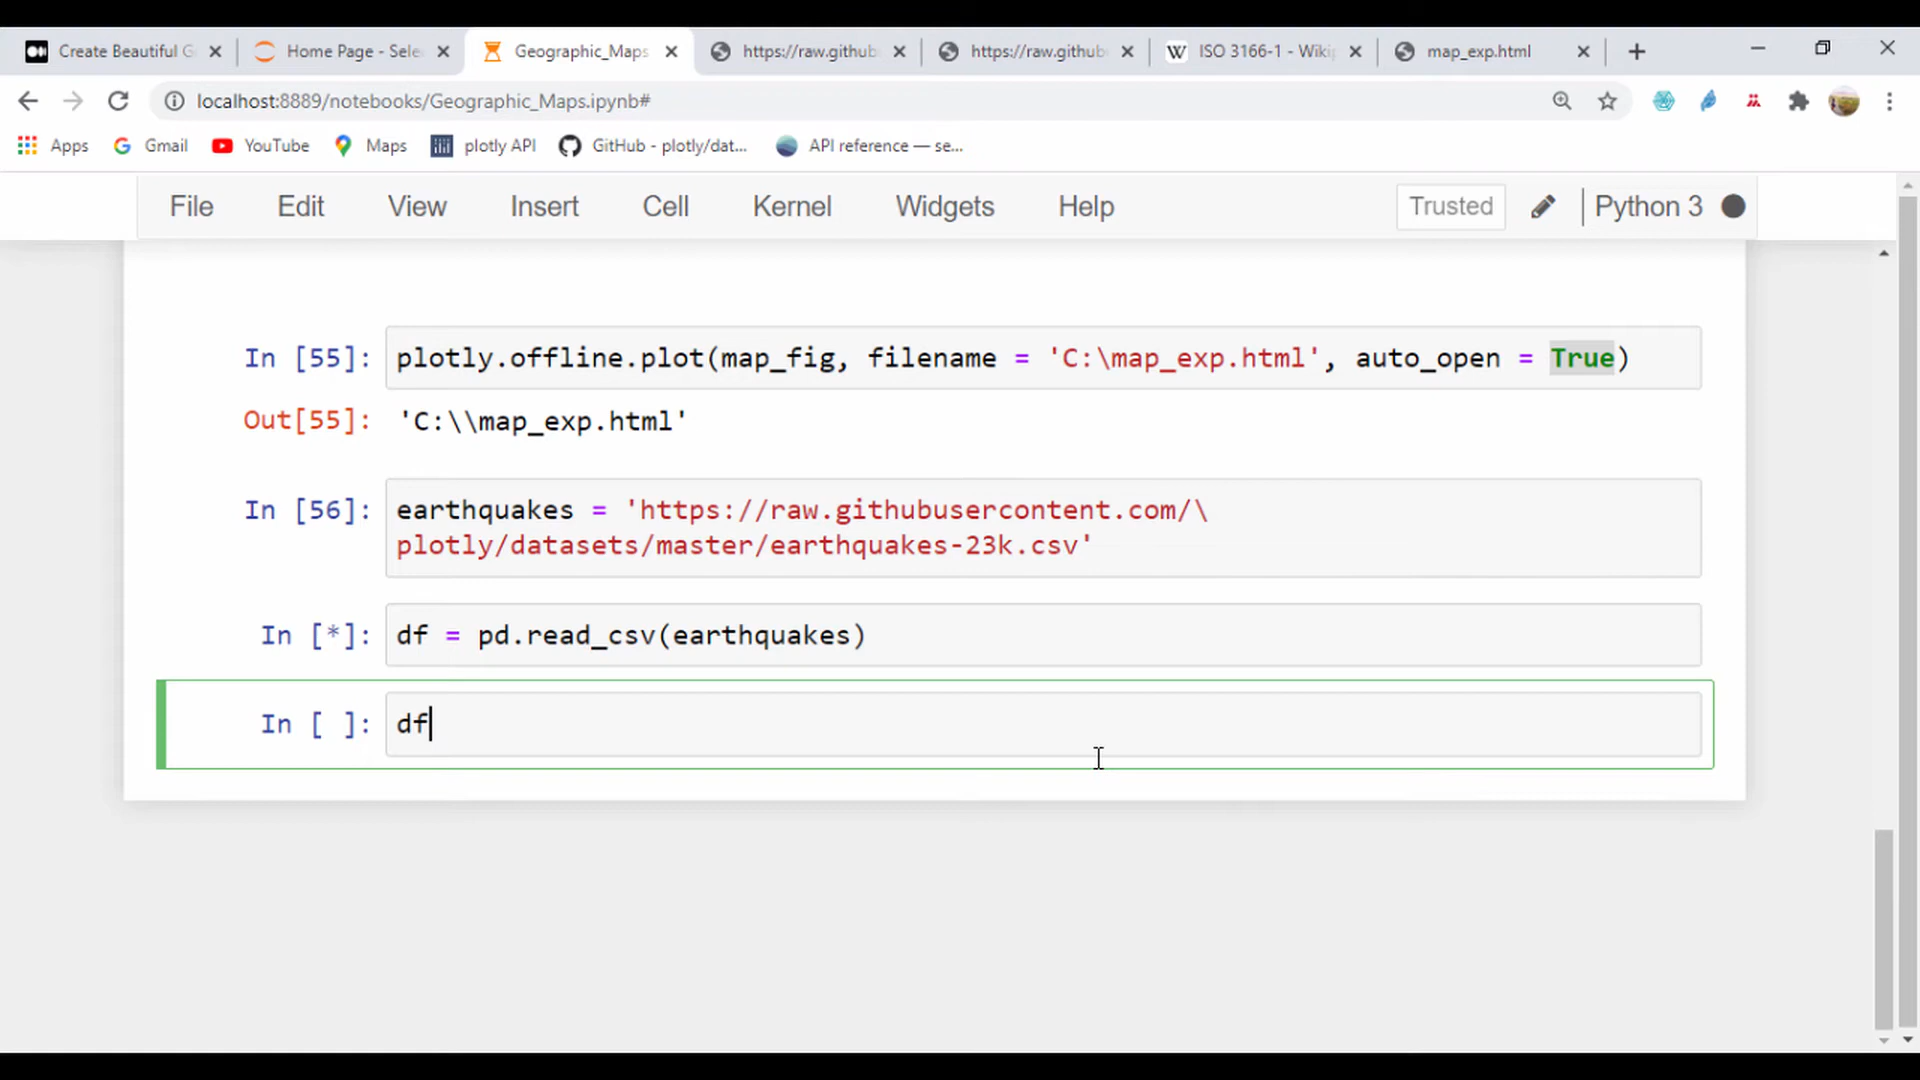 Create Beautiful G
Home Page - Sele
Geographic_Maps
https://raw.githubu
https://raw.githubu
W ISO 3166-1 - Wikip
map_exp.html
localhost:8889/notebooks/Geographic_Maps.ipynb#
Apps
Gmail
YouTube
Maps
plotly API
GitHub - plotly/dat...
API reference — se...
File
Edit
View
Insert
Cell
Kernel
Widgets
Help
Trusted
Python 3
In [55]: plotly.offline.plot(map_fig, filename = 'C:\map_exp.html', auto_open = True)
Out[55]: 'C:\\map_exp.html'
In [56]: earthquakes = 'https://raw.githubusercontent.com/\
plotly/datasets/master/earthquakes-23k.csv'
In [*]: df = pd.read_csv(earthquakes)
In [ ]: df